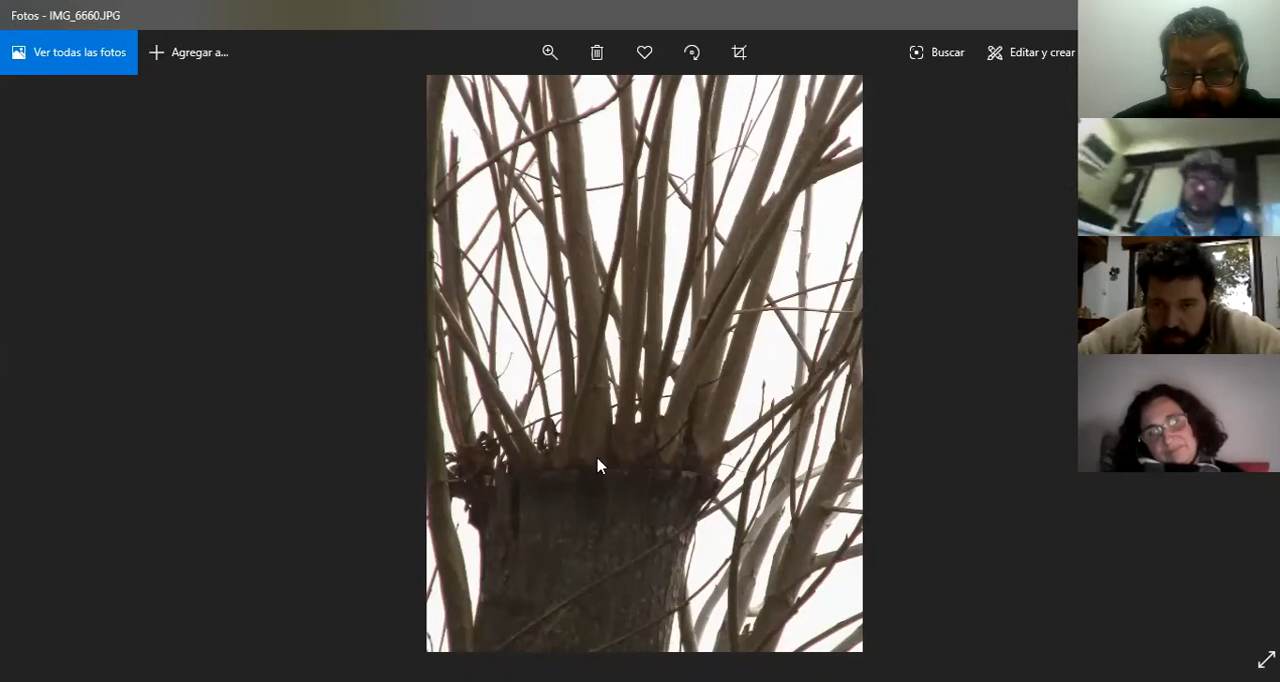 Fotos - IMG_6660.JPG
Ver todas las fotos
Agregar a...
Buscar
Editar y crear